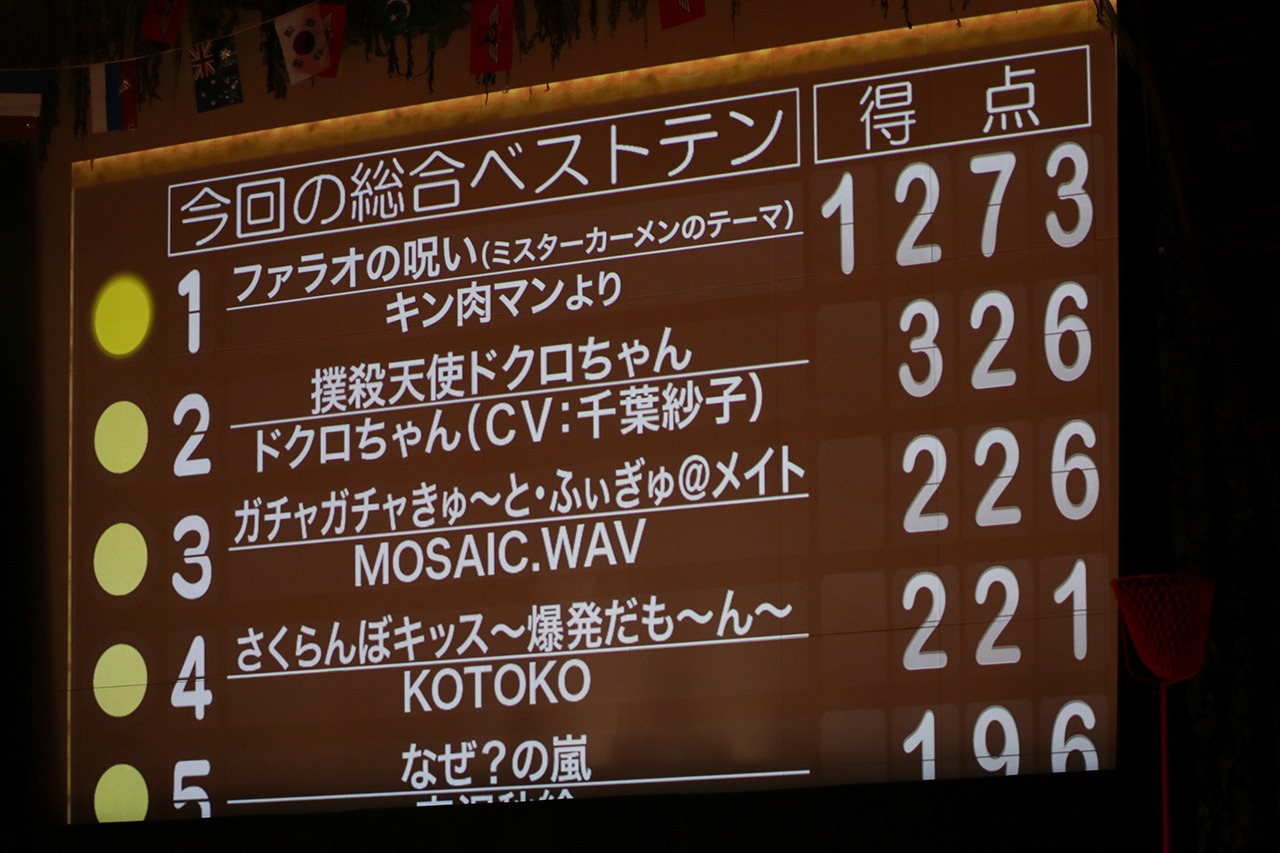 今回の総合ベストテン 得点
1 ファラオの呪い(ミスターカーメンのテーマ) 1273
キン肉マンより
2 撲殺天使ドクロちゃん 326
ドクロちゃん(CV:千葉紗子)
3 ガチャガチャきゅ〜と・ふぃぎゅ@メイト 226
MOSAIC.WAV
4 さくらんぼキッス〜爆発だも〜ん〜 221
KOTOKO
5 なぜ?の嵐 196